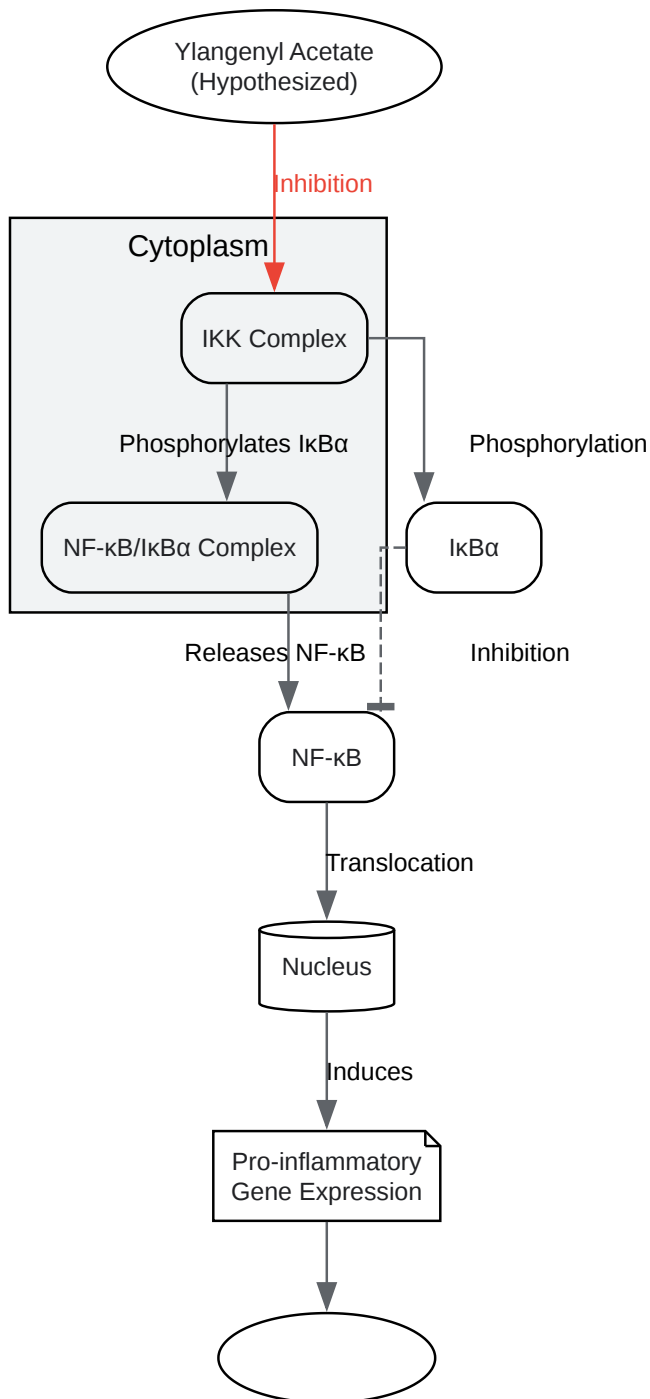 Ylangenyl Acetate
(Hypothesized)
Inhibition
Cytoplasm
IKK Complex
Phosphorylates IκBα
Phosphorylation
NF-κB/IκBα Complex
IκBα
Releases NF-κB
Inhibition
NF-κB
Translocation
Nucleus
Induces
Pro-inflammatory
Gene Expression